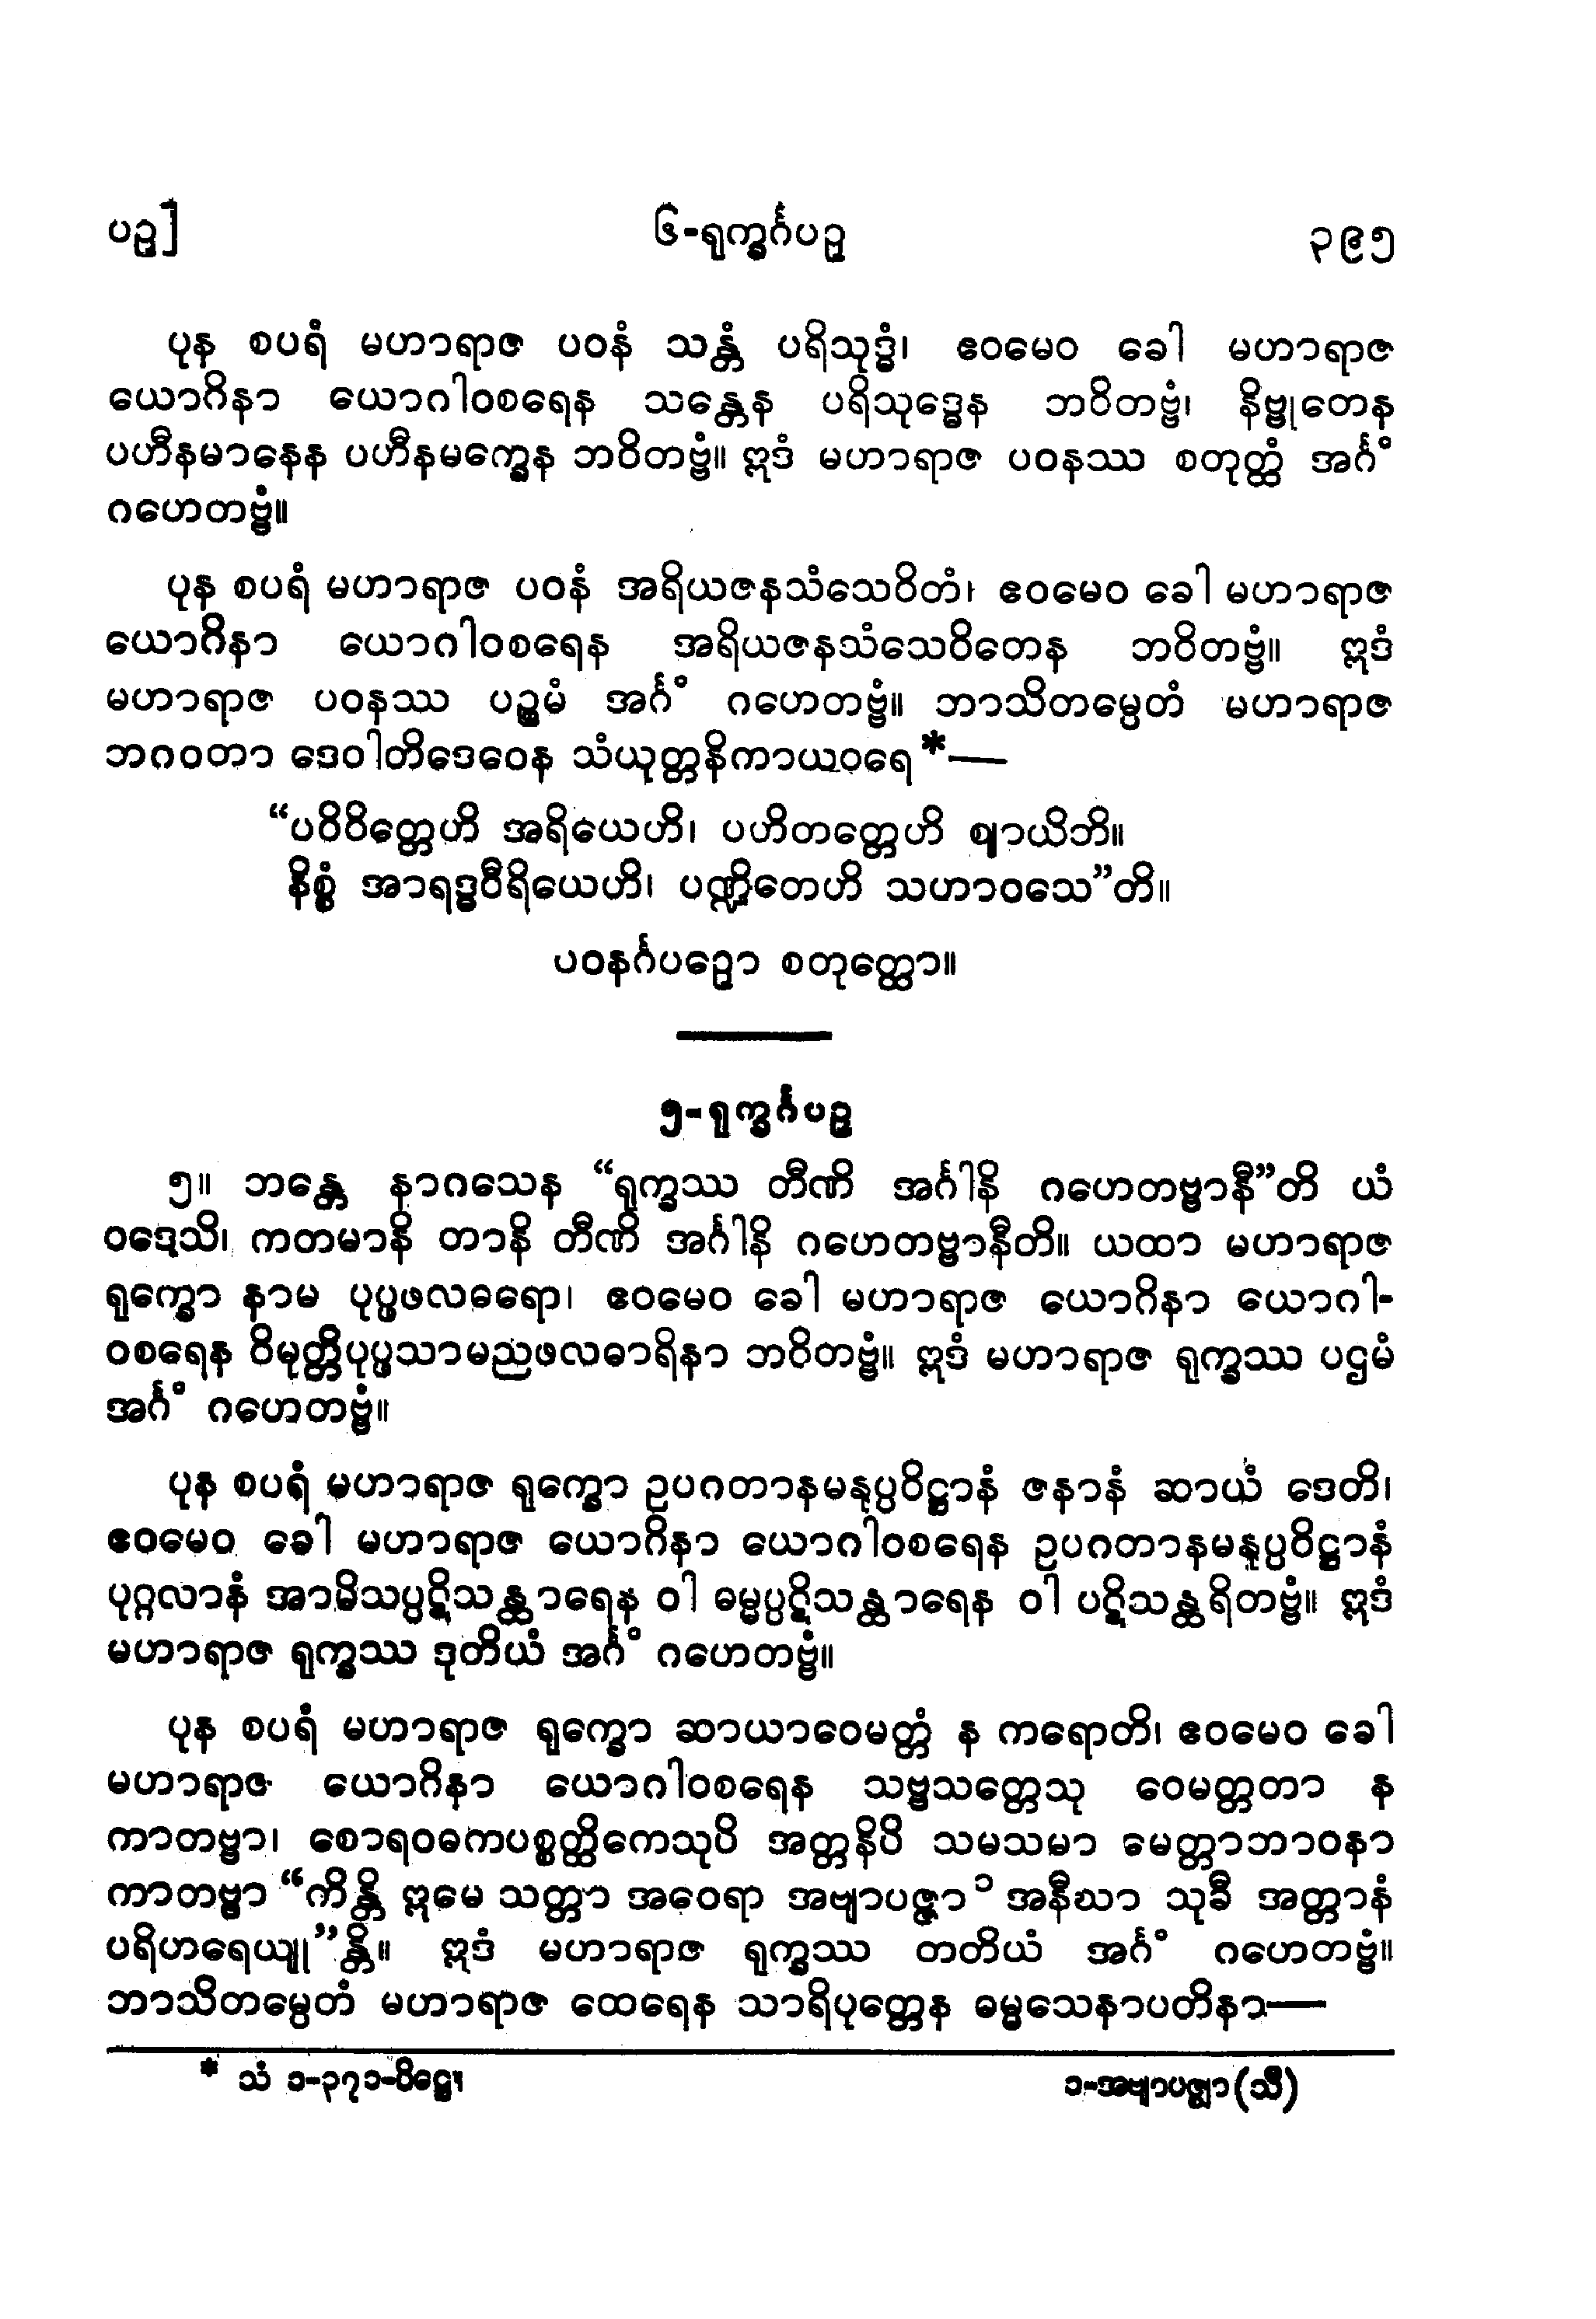 ပဥှ]
၆-ရုက္ခင်္ဂပဥှ
၃၉၅
ပုန စပရံ မဟာရာဇ ပဝနံ သန္တံ ပရိသုဒ္ဓံ၊ ဧဝမေဝ ခေါ မဟာရာဇ
ယောဂိနာ ယောဂါဝစရေန သန္တေန ပရိသုဒ္ဓေန ဘဝိတဗ္ဗံ၊ နိဗ္ဗုတေန
ပဟီနမာနေန ပဟီနမက္ခေန ဘဝိတဗ္ဗံ။ ဣဒံ မဟာရာဇ ပဝနဿ စတုတ္ထံ အင်္ဂံ
ဂဟေတဗ္ဗံ။
ပုန စပရံ မဟာရာဇ ပဝနံ အရိယဇနသံသေဝိတံ၊ ဧဝမေဝ ခေါ မဟာရာဇ
ယောဂိနာ ယောဂါဝစရေန အရိယဇနသံသေဝိတေန ဘဝိတဗ္ဗံ။ ဣဒံ
မဟာရာဇ ပဝနဿ ပဉ္စမံ အင်္ဂံ ဂဟေတဗ္ဗံ။ ဘာသိတမ္ပေတံ မဟာရာဇ
ဘဂဝတာ ဒေဝါတိဒေဝေန သံယုတ္တနိကာယဝရေ*—
“ပဝိဝိတ္တေဟိ အရိယေဟိ၊ ပဟိတတ္တေဟိ ဈာယိဘိ။
နိစ္စံ အာရဒ္ဓဝီရိယေဟိ၊ ပဏ္ဍိတေဟိ သဟာဝသေ”တိ။
ပဝနင်္ဂပဉှော စတုတ္ထော။
၅-ရုက္ခင်္ဂပဥှ
၅။ ဘန္တေ နာဂသေန “ရုက္ခဿ တီဏိ အင်္ဂါနိ ဂဟေတဗ္ဗာနီ”တိ ယံ
ဝဒေသိ၊ ကတမာနိ တာနိ တီဏိ အင်္ဂါနိ ဂဟေတဗ္ဗာနီတိ။ ယထာ မဟာရာဇ
ရုက္ခော နာမ ပုပ္ဖဖလဓရော၊ ဧဝမေဝ ခေါ မဟာရာဇ ယောဂိနာ ယောဂါ-
ဝစရေန ဝိမုတ္တိပုပ္ဖသာမညဖလဓာရိနာ ဘဝိတဗ္ဗံ။ ဣဒံ မဟာရာဇ ရုက္ခဿ ပဌမံ
အင်္ဂံ ဂဟေတဗ္ဗံ။
ပုန စပရံ မဟာရာဇ ရုက္ခော ဥပဂတာနမနုပ္ပဝိဋ္ဌာနံ ဇနာနံ ဆာယံ ဒေတိ၊
ဧဝမေဝ ခေါ မဟာရာဇ ယောဂိနာ ယောဂါဝစရေန ဥပဂတာနမနုပ္ပဝိဋ္ဌာနံ
ပုဂ္ဂလာနံ အာမိသပ္ပဋိသန္ထာရေန ဝါ ဓမ္မပ္ပဋိသန္ထာရေန ဝါ ပဋိသန္ထရိတဗ္ဗံ။ ဣဒံ
မဟာရာဇ ရုက္ခဿ ဒုတိယံ အင်္ဂံ ဂဟေတဗ္ဗံ။
ပုန စပရံ မဟာရာဇ ရုက္ခော ဆာယာဝေမတ္တံ န ကရောတိ၊ ဧဝမေဝ ခေါ
မဟာရာဇ ယောဂိနာ ယောဂါဝစရေန သဗ္ဗသတ္တေသု ဝေမတ္တတာ န
ကာတဗ္ဗာ၊ စောရဝဓကပစ္စတ္ထိကေသုပိ အတ္တနိပိ သမသမာ မေတ္တာဘာဝနာ
ကာတဗ္ဗာ “ကိန္တိ ဣမေ သတ္တာ အဝေရာ အဗျာပဇ္ဇာ၁ အနီဃာ သုခီ အတ္တာနံ
ပရိဟရေယျု”န္တိ။ ဣဒံ မဟာရာဇ ရုက္ခဿ တတိယံ အင်္ဂံ ဂဟေတဗ္ဗံ။
ဘာသိတမ္ပေတံ မဟာရာဇ ထေရေန သာရိပုတ္တေန ဓမ္မသေနာပတိနာ—
* သံ ၁-၃၇၁-ပိဋ္ဌေ၊
၁-အဗျာပဇ္ဈာ(သီ)